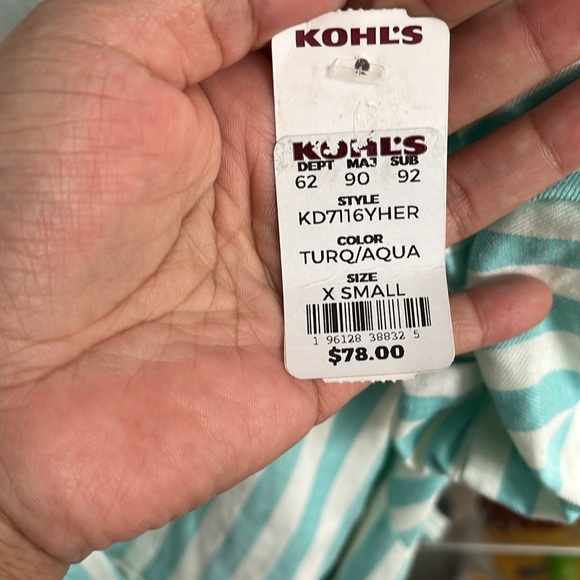 KOHL'S
KOHL'S
DEPT MAJ SUB
62 90 92
STYLE
KD7116YHER
COLOR
TURQ/AQUA
SIZE
X SMALL
1 96128 38832 5
$78.00